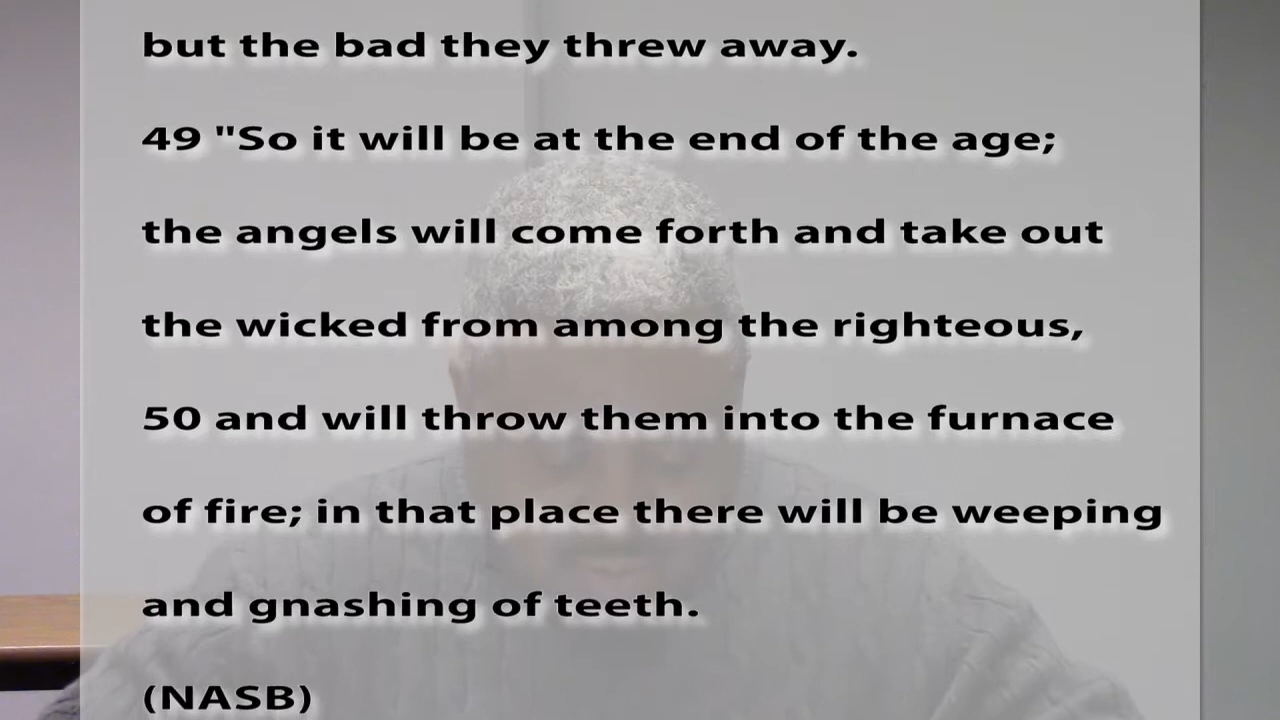 but the bad they threw away.
49 "So it will be at the end of the age;
the angels will come forth and take out
the wicked from among the righteous,
50 and will throw them into the furnace
of fire; in that place there will be weeping
and gnashing of teeth.
(NASB)